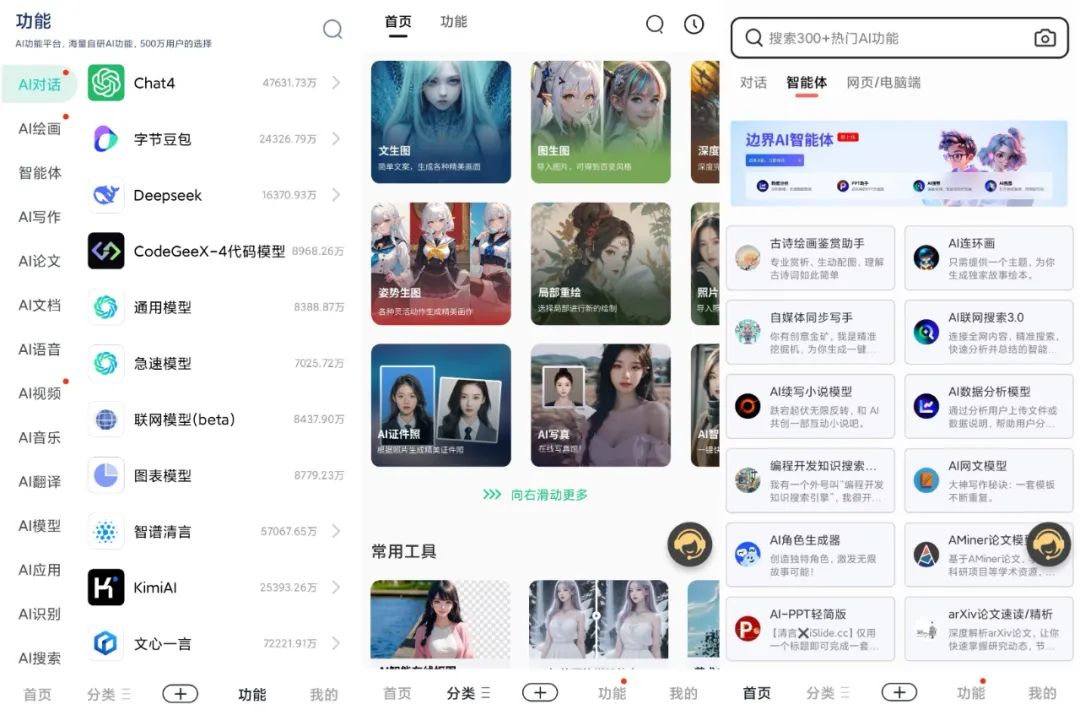 功能
AI功能平台, 海量自研AI功能, 500万用户的选择
AI对话
AI绘画
智能体
AI写作
AI论文
AI文档
AI语音
AI视频
AI音乐
AI翻译
AI模型
AI应用
AI识别
AI搜索
Chat4 47631.73万
字节豆包 24326.79万
Deepseek 16370.93万
CodeGeeX-4代码模型 8968.26万
通用模型 8388.87万
急速模型 7025.72万
联网模型(beta) 8437.90万
图表模型 8779.23万
智谱清言 57067.65万
KimiAI 25393.26万
文心一言 72221.91万
首页 分类 功能 我的
首页 功能
文生图
简单文案，生成各种精美画面
图生图
导入图片，可得到百变风格
深度
深度完
姿势生图
各种灵活动作生成精美画作
局部重绘
选择局部进行新的绘制
照片
导入照
AI证件照
根据照片生成精美证件照
AI写真
在线写真馆！
AI智
一键快
向右滑动更多
常用工具
首页 分类 功能 我的
搜索300+热门AI功能
对话 智能体 网页/电脑端
边界AI智能体
古诗绘画鉴赏助手
专业赏析、生动配图，理解
古诗词如此简单
AI连环画
只需提供一个主题，为你
生成独家故事绘本。
自媒体同步写手
你有创意金矿，我是精准
挖掘机，为你生成一键...
AI联网搜索3.0
连接全网内容，精准搜索，
快速分析并总结的智能...
AI续写小说模型
跌宕起伏无限反转，和 AI
共创一部互动小说吧。
AI数据分析模型
通过分析用户上传文件或
数据说明，帮助用户分...
编程开发知识搜索...
我有一个外号叫“编程开发
知识搜索引擎”，我很开...
AI网文模型
大神写作秘诀：一套模板
不断重复。
AI角色生成器
创造独特角色，激发无限
故事可能！
AMiner论文模
基于AMiner论文、
科研项目等学术资源，...
AI-PPT轻简版
【清言❌iSlide.cc】仅用
一个标题即可完成一套...
arXiv论文速读/精析
深度解析arXiv论文，让你
快速掌握研究动态，节...
首页 分类 功能 我的